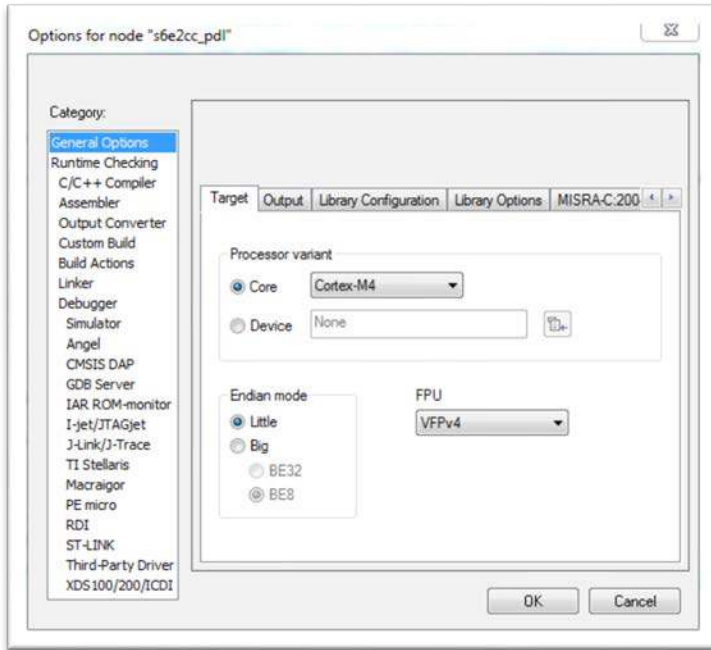 Options for node "s6e2cc_pdl"
Category:
General Options
Runtime Checking
C/C++ Compiler
Assembler
Output Converter
Custom Build
Build Actions
Linker
Debugger
Simulator
Angel
CMSIS DAP
GDB Server
IAR ROM-monitor
I-jet/JTAGjet
J-Link/J-Trace
TI Stellaris
Macraigor
PE micro
RDI
ST-LINK
Third-Party Driver
XDS100/200/ICDI
Target Output Library Configuration Library Options MISRA-C:200
Processor variant
Core Cortex-M4
Device None
Endian mode
Little
Big
BE32
BE8
FPU
VFPv4
OK Cancel